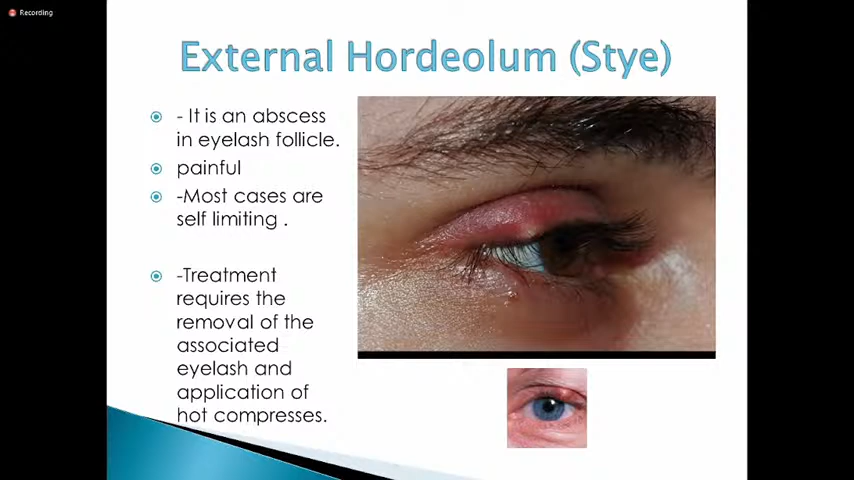 Recording
External Hordeolum (Stye)
- It is an abscess
in eyelash follicle.
painful
-Most cases are
self limiting .
-Treatment
requires the
removal of the
associated
eyelash and
application of
hot compresses.